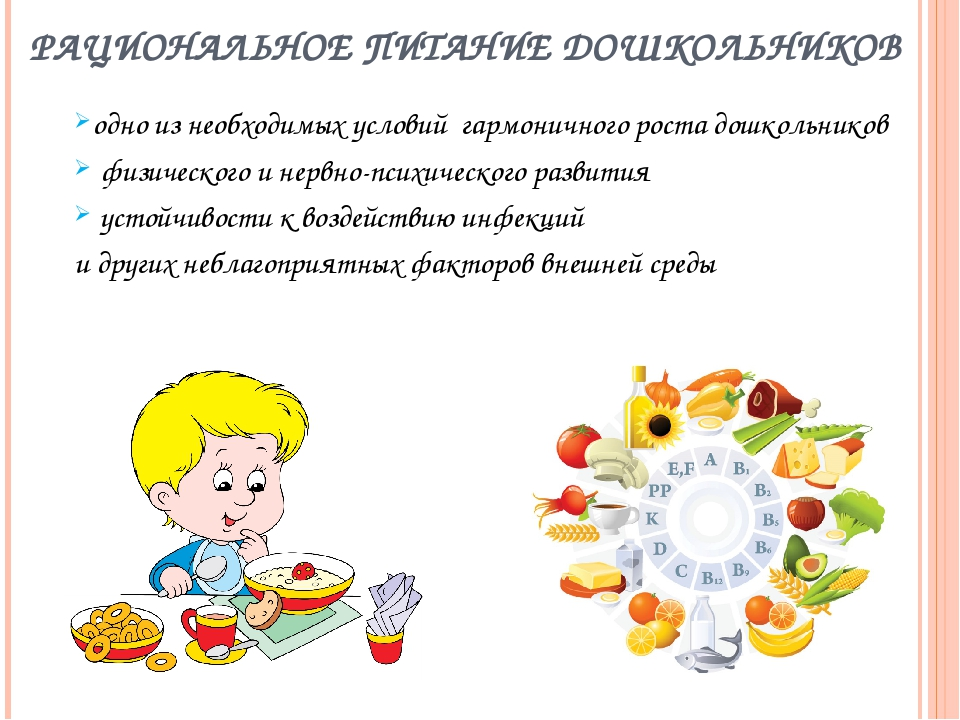 РАЦИОНАЛЬНОЕ ПИТАНИЕ ДОШКОЛЬНИКОВ
одно из необходимых условий гармоничного роста дошкольников
физического и нервно-психического развития
устойчивости к воздействию инфекций
и других неблагоприятных факторов внешней среды
A
B1
B2
B5
B6
B9
B12
C
D
K
PP
E,F